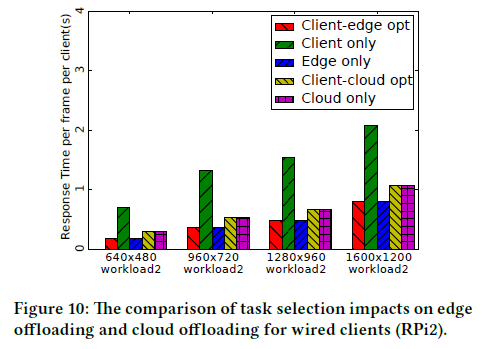 Response Time per frame per client(s)
4
3
2
1
0
Client-edge opt
Client only
Edge only
Client-cloud opt
Cloud only
640x480
workload2
960x720
workload2
1280x960
workload2
1600x1200
workload2
Figure 10: The comparison of task selection impacts on edge
offloading and cloud offloading for wired clients (RPi2).